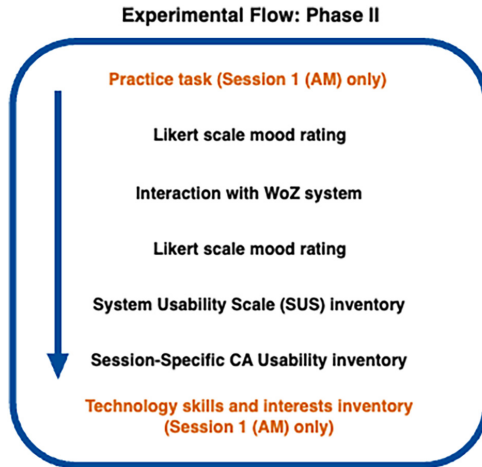 Experimental Flow: Phase II
Practice task (Session 1 (AM) only)
Likert scale mood rating
Interaction with WoZ system
Likert scale mood rating
System Usability Scale (SUS) inventory
Session-Specific CA Usability inventory
Technology skills and interests inventory
(Session 1 (AM) only)